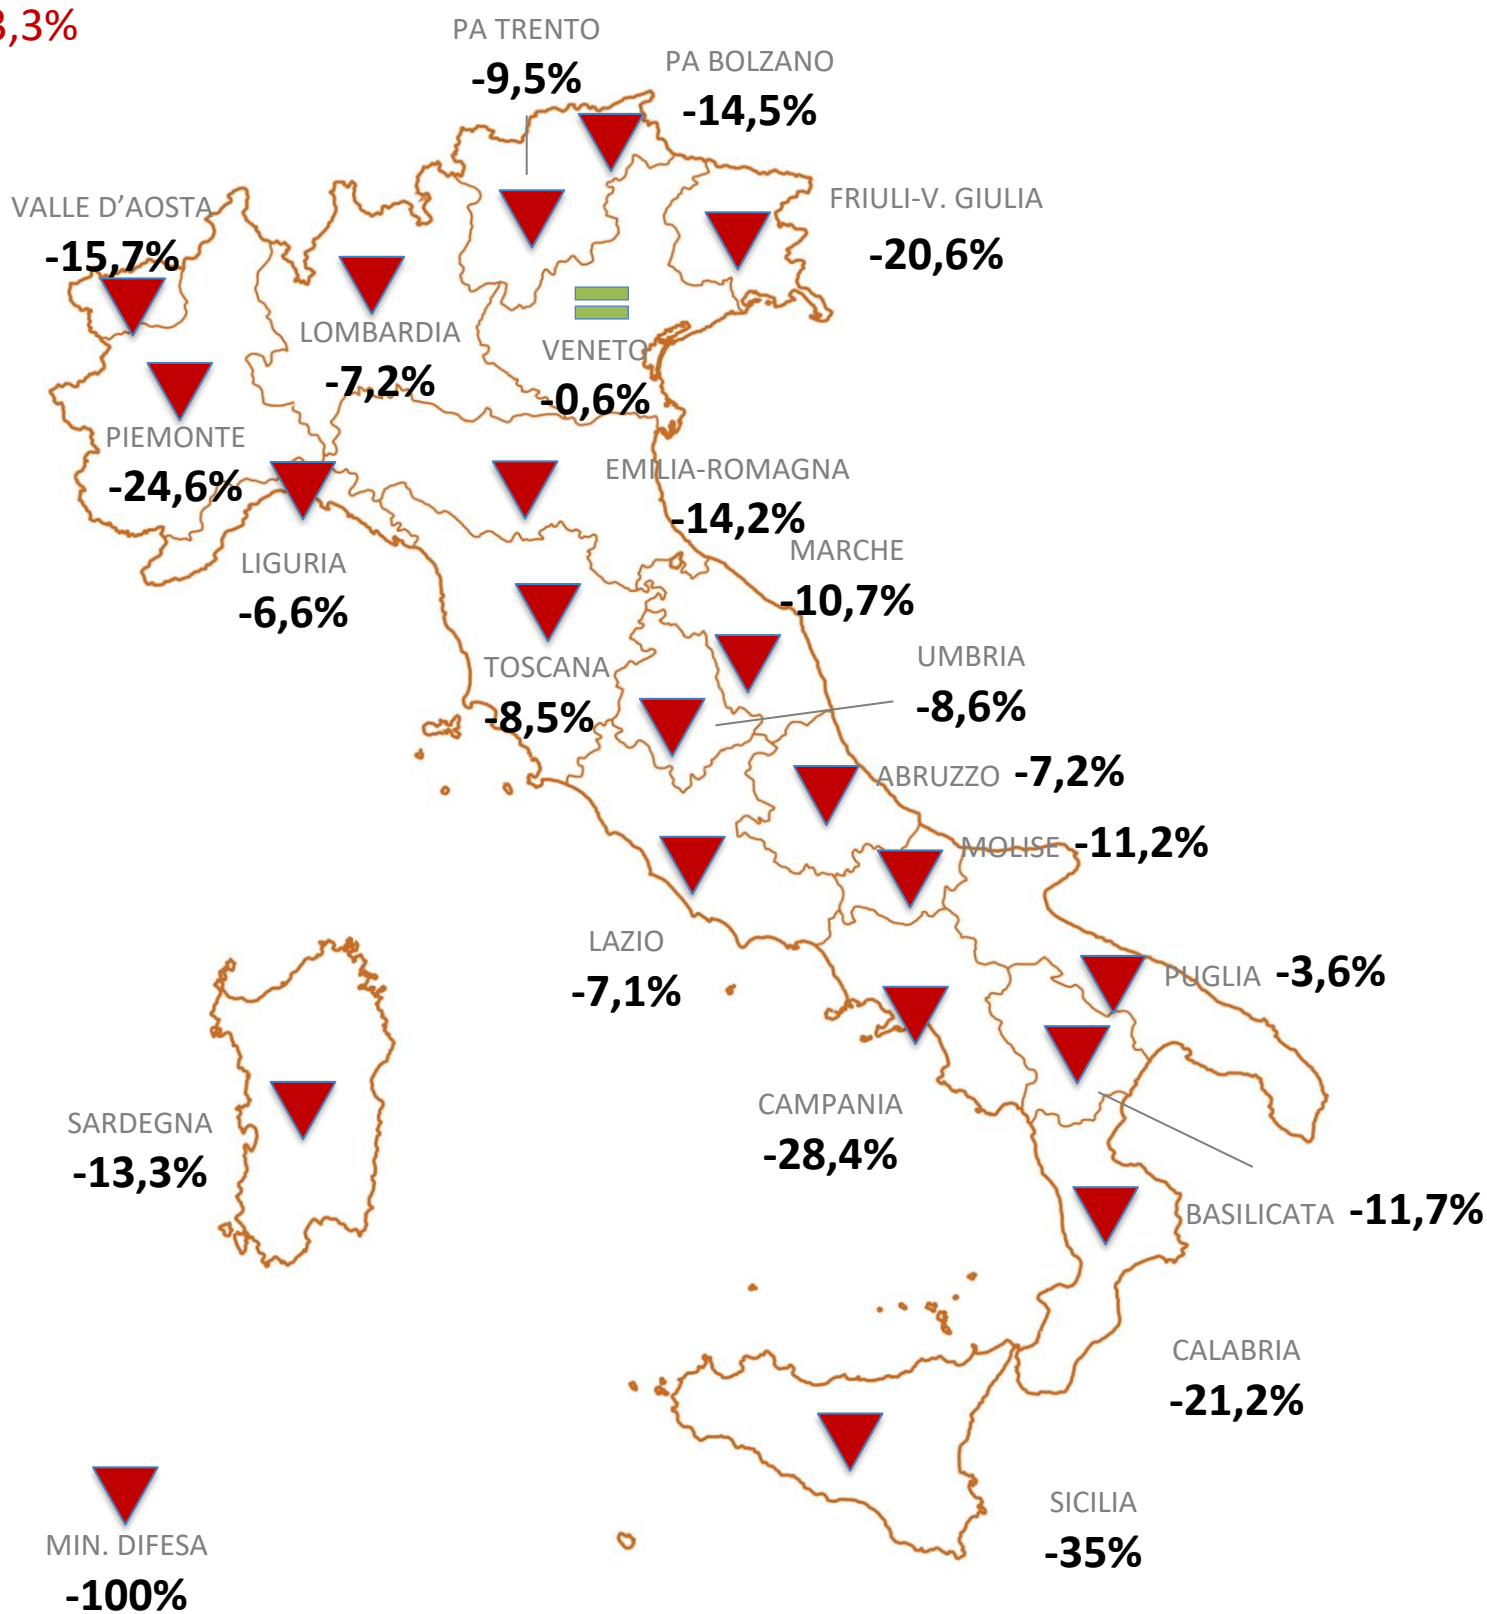 3,3%
PA TRENTO
-9,5%
PA BOLZANO
-14,5%
VALLE D'AOSTA
-15,7%
FRIULI-V. GIULIA
-20,6%
LOMBARDIA
-7,2%
VENETO
-0,6%
PIEMONTE
-24,6%
EMILIA-ROMAGNA
-14,2%
LIGURIA
-6,6%
MARCHE
-10,7%
TOSCANA
-8,5%
UMBRIA
-8,6%
ABRUZZO -7,2%
MOLISE -11,2%
LAZIO
-7,1%
PUGLIA -3,6%
CAMPANIA
-28,4%
SARDEGNA
-13,3%
BASILICATA -11,7%
CALABRIA
-21,2%
SICILIA
-35%
MIN. DIFESA
-100%